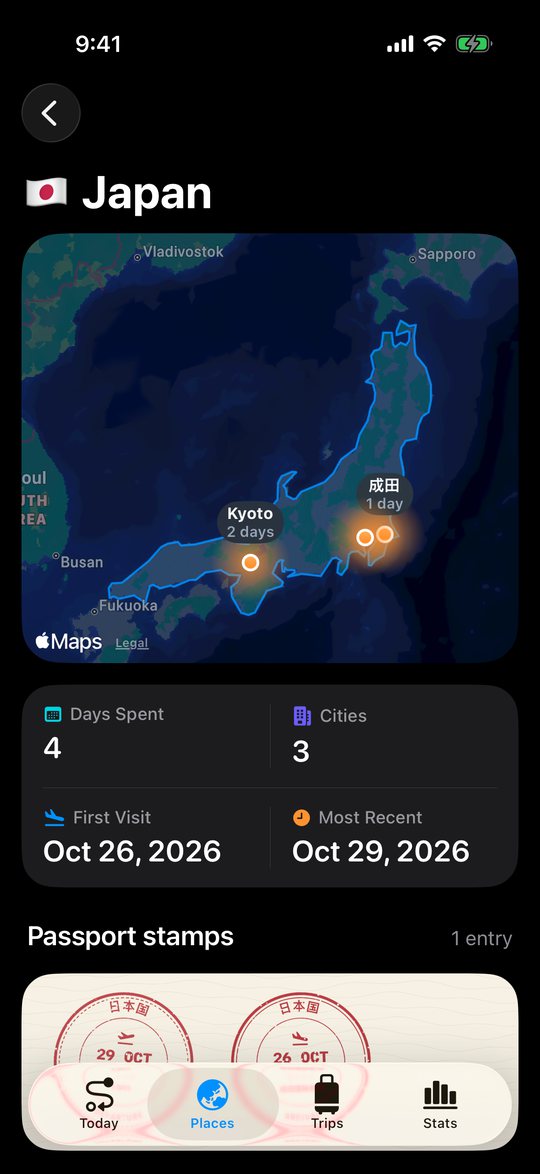 9:41
Japan
Vladivostok
Sapporo
oul
UTH
REA
成田
1 day
Kyoto
2 days
Busan
Fukuoka
Maps Legal
Days Spent
4
Cities
3
First Visit
Oct 26, 2026
Most Recent
Oct 29, 2026
Passport stamps
1 entry
日本国
29 OCT
日本国
26 OCT
Today
Places
Trips
Stats